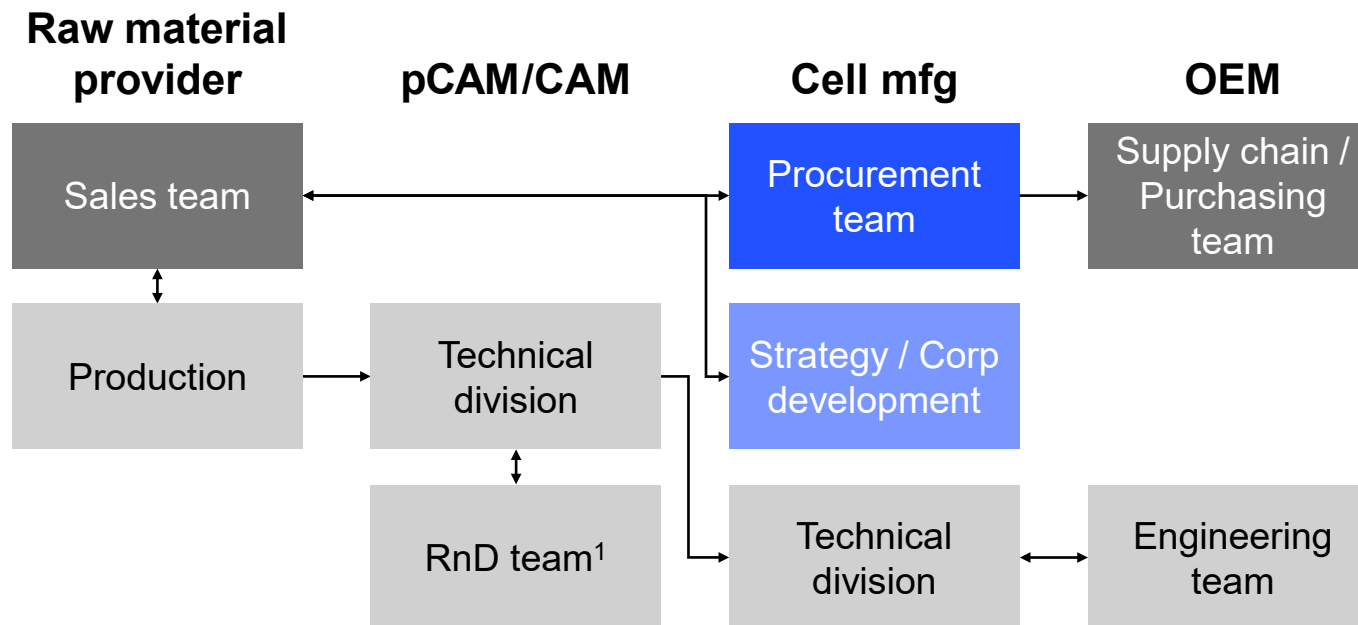 Raw material
provider
pCAM/CAM
Cell mfg
OEM
Sales team
Procurement
team
Supply chain /
Purchasing
team
Production
Technical
division
Strategy / Corp
development
RnD team¹
Technical
division
Engineering
team